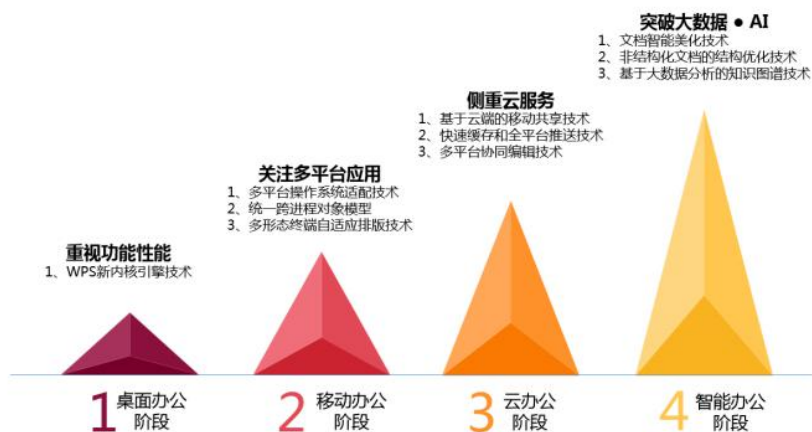 突破大数据 ● AI
1、文档智能美化技术
2、非结构化文档的结构优化技术
3、基于大数据分析的知识图谱技术
侧重云服务
1、基于云端的移动共享技术
2、快速缓存和全平台推送技术
3、多平台协同编辑技术
关注多平台应用
1、多平台操作系统适配技术
2、统一跨进程对象模型
3、多形态终端自适应排版技术
重视功能性能
1、WPS新内核引擎技术
1 桌面办公
阶段
2 移动办公
阶段
3 云办公
阶段
4 智能办公
阶段